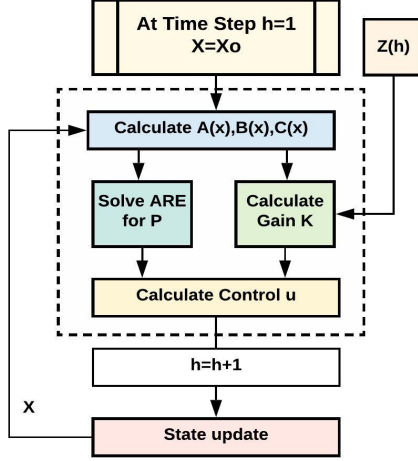 At Time Step h=1
X=Xo
Z(h)
Calculate A(x),B(x),C(x)
Solve ARE
for P
Calculate
Gain K
Calculate Control u
h=h+1
X
State update